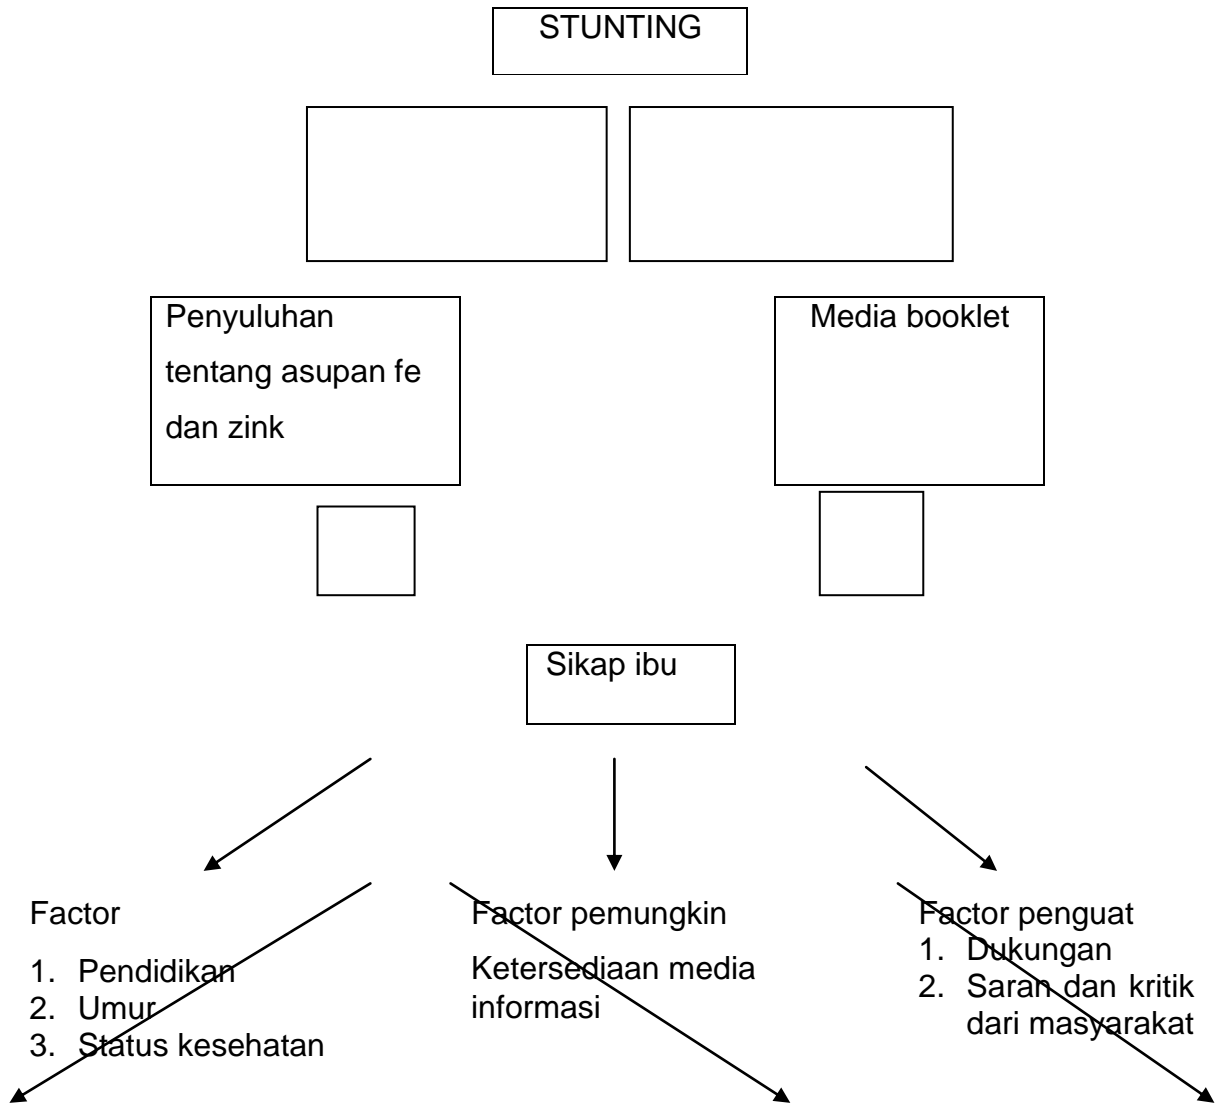 STUNTING
Penyuluhan
tentang asupan fe
dan zink
Media booklet
Sikap ibu
Factor
1. Pendidikan
2. Umur
3. Status kesehatan
Factor pemungkin
Ketersediaan media
informasi
Factor penguat
1. Dukungan
2. Saran dan kritik
dari masyarakat